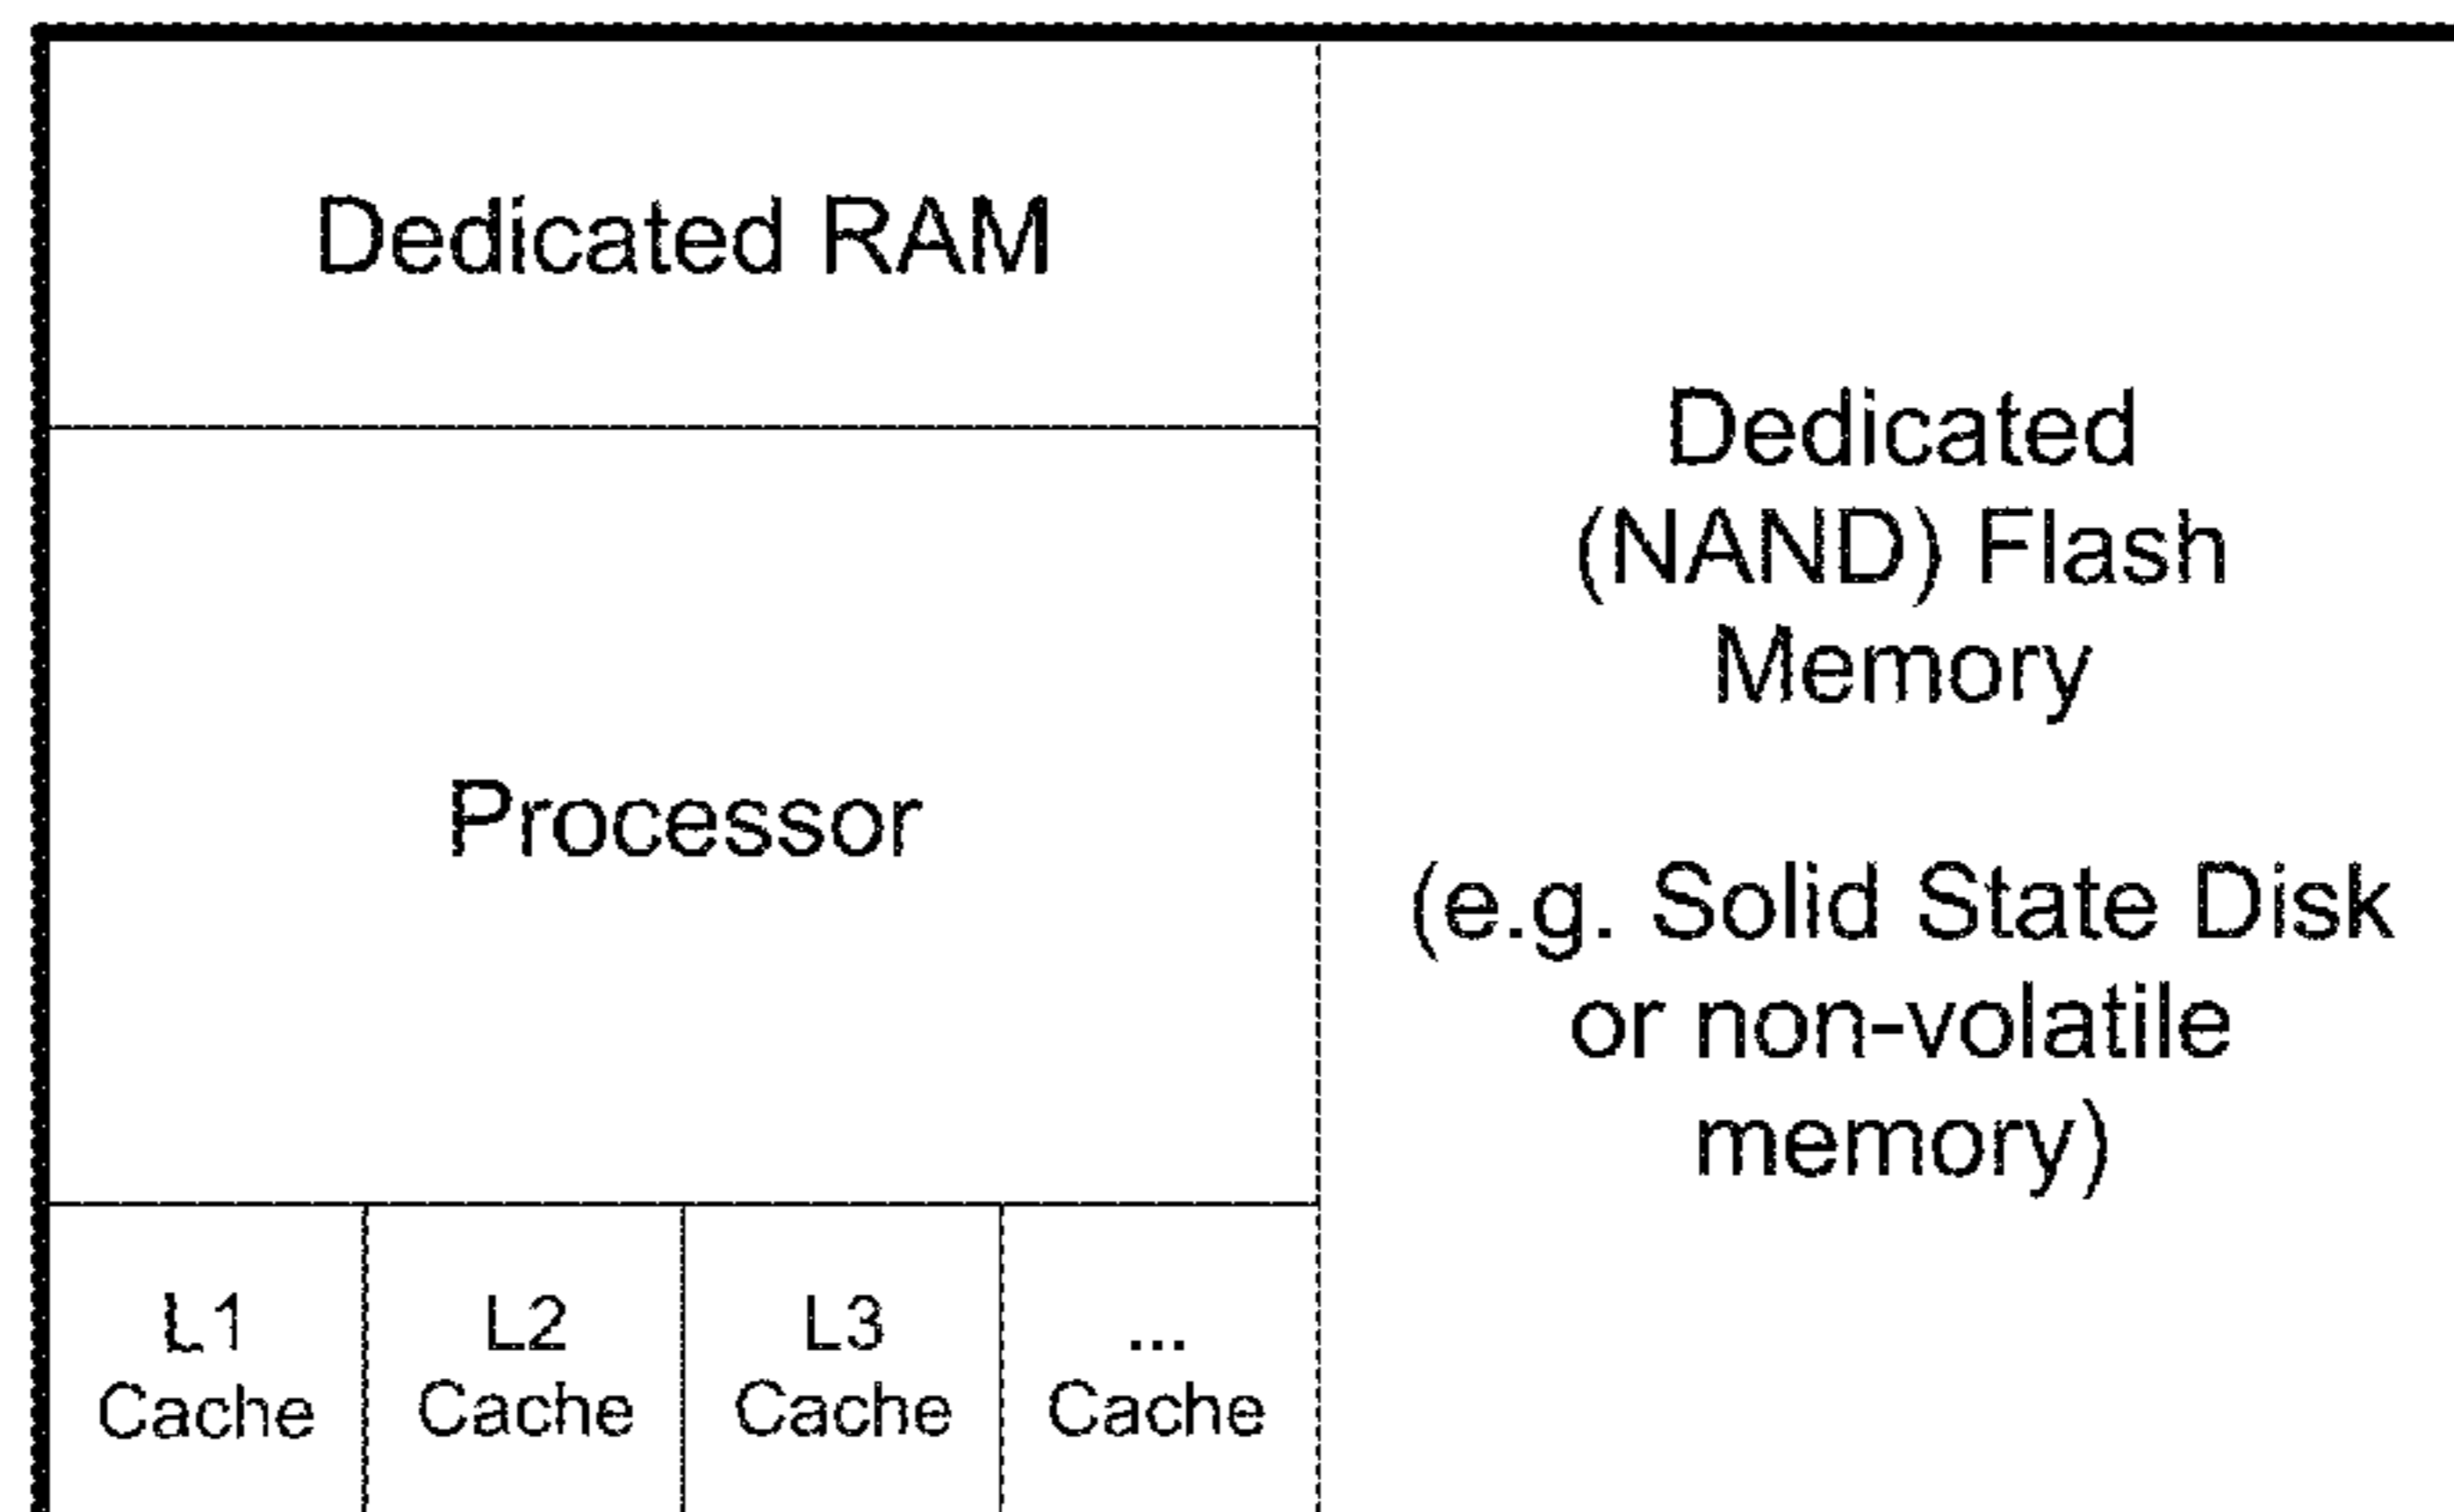 Dedicated RAM
Processor
L1
Cache
L2
Cache
L3
Cache
...
Cache
Dedicated
(NAND) Flash
Memory
(e.g. Solid State Disk
or non-volatile
memory)